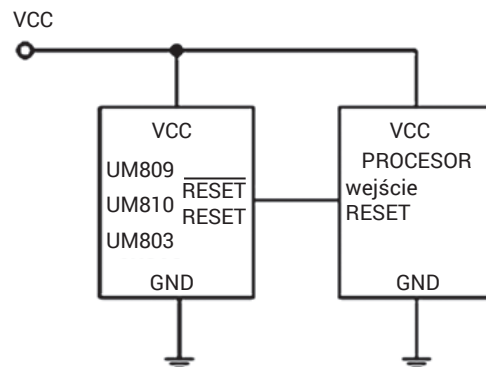 VCC
VCC
UM809
UM810
UM803
RESET
RESET
GND
VCC
PROCESOR
wejście
RESET
GND